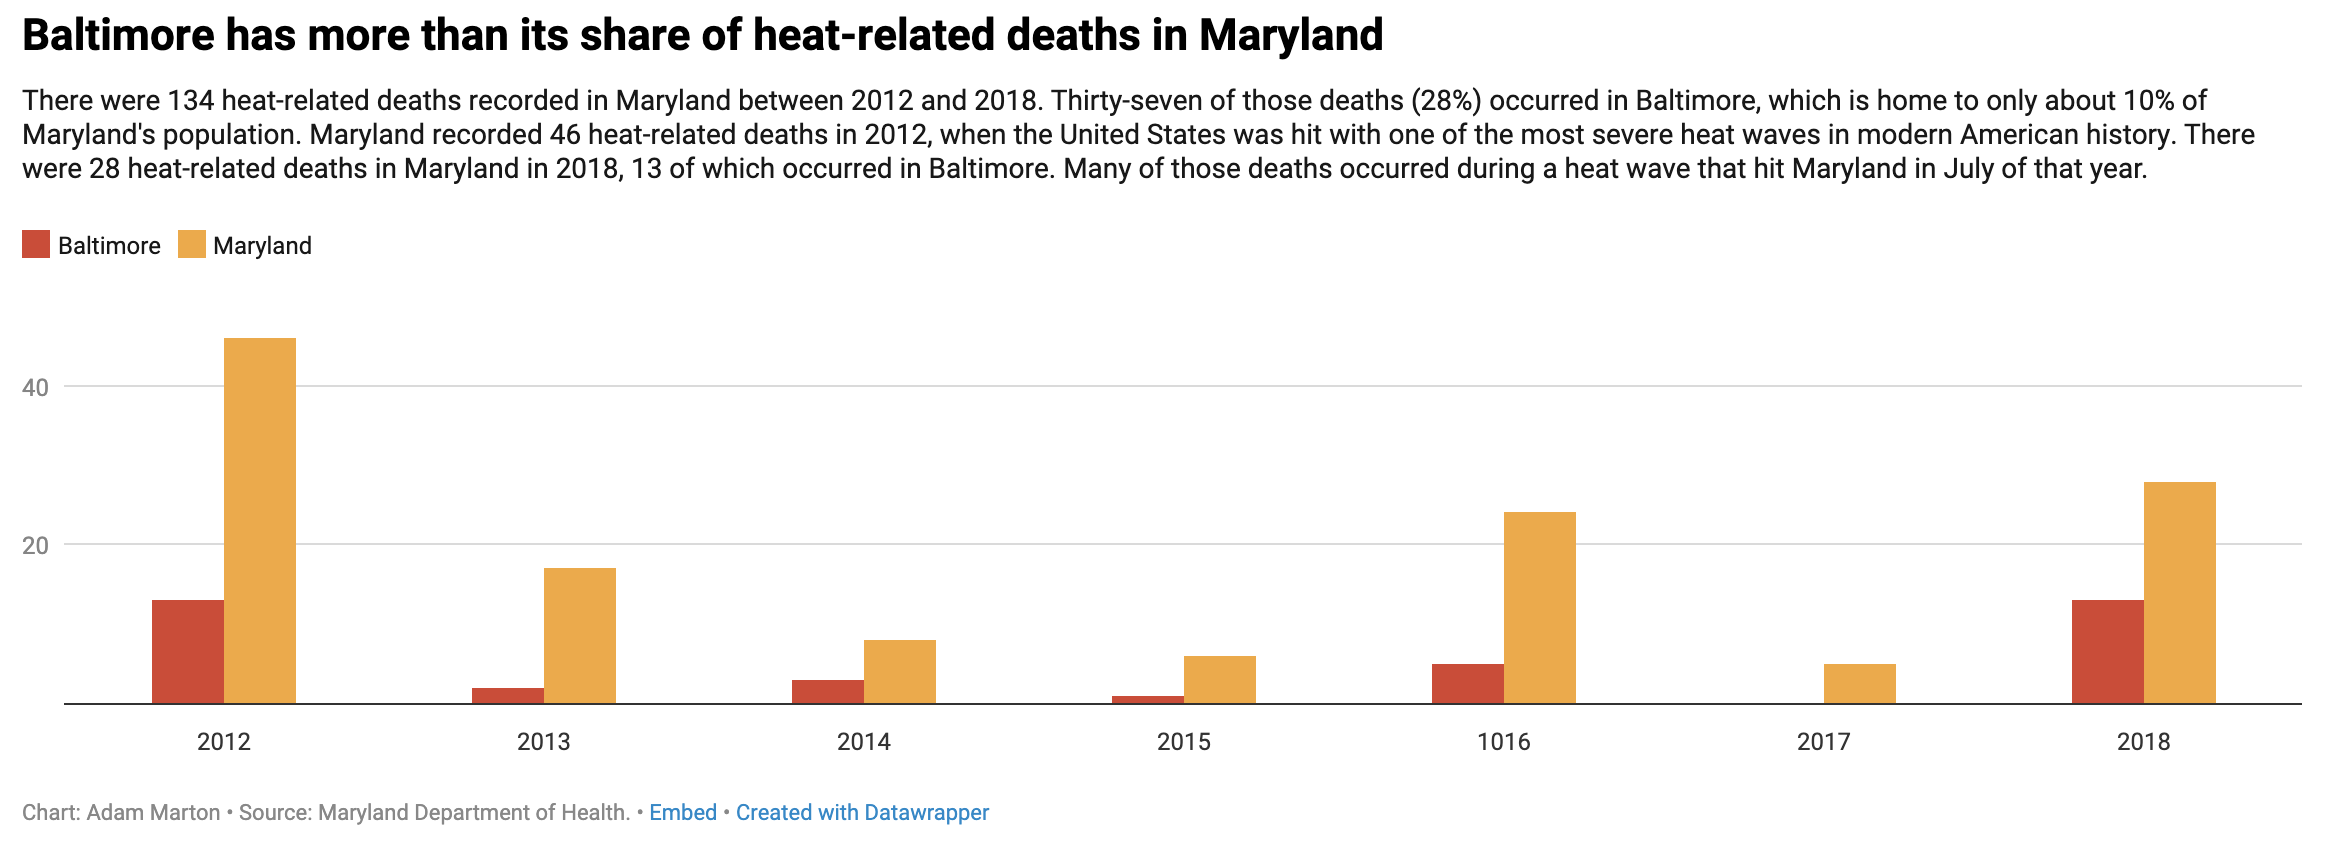 Baltimore has more than its share of heat-related deaths in Maryland
There were 134 heat-related deaths recorded in Maryland between 2012 and 2018. Thirty-seven of those deaths (28%) occurred in Baltimore, which is home to only about 10% of
Maryland's population. Maryland recorded 46 heat-related deaths in 2012, when the United States was hit with one of the most severe heat waves in modern American history. There
were 28 heat-related deaths in Maryland in 2018, 13 of which occurred in Baltimore. Many of those deaths occurred during a heat wave that hit Maryland in July of that year.
Baltimore Maryland
40
20
2012 2013 2014 2015 1016 2017 2018
Chart: Adam Marton • Source: Maryland Department of Health. • Embed • Created with Datawrapper